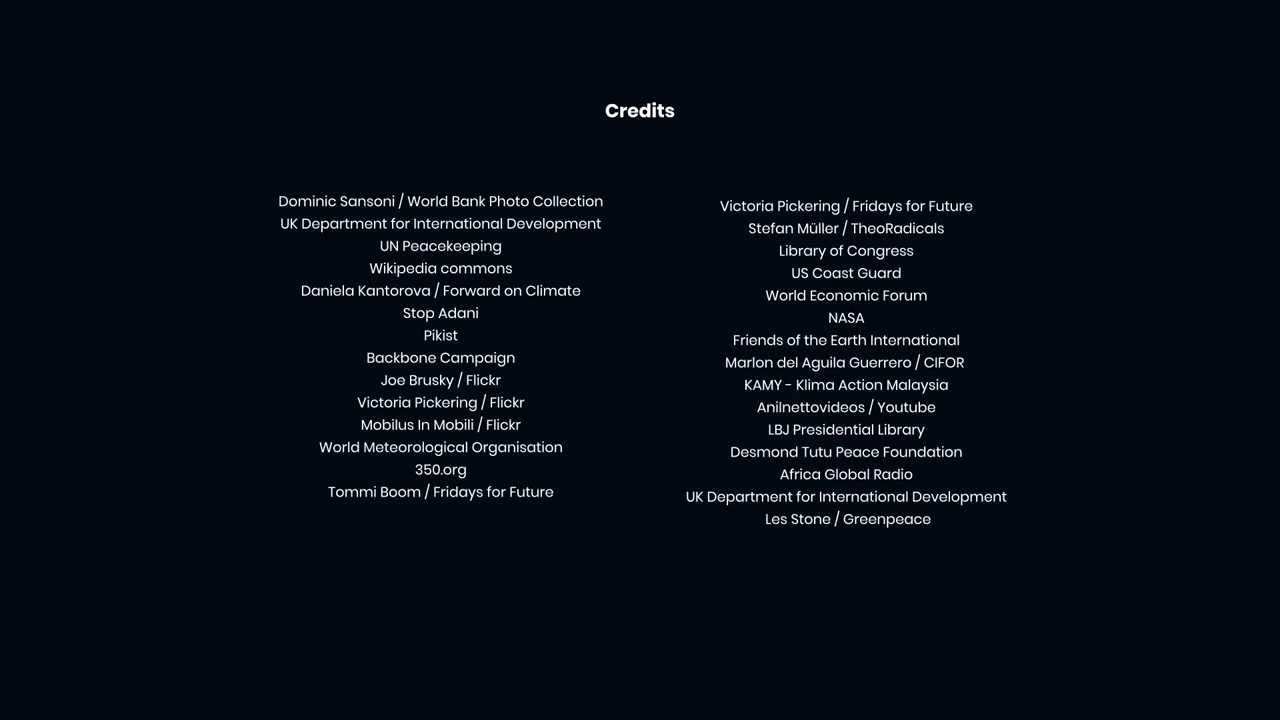 Credits
Dominic Sansoni / World Bank Photo Collection
UK Department for International Development
UN Peacekeeping
Wikipedia commons
Daniela Kantorova / Forward on Climate
Stop Adani
Pikist
Backbone Campaign
Joe Brusky / Flickr
Victoria Pickering / Flickr
Mobilus In Mobili / Flickr
World Meteorological Organisation
350.org
Tommi Boom / Fridays for Future
Victoria Pickering / Fridays for Future
Stefan Müller / TheoRadicals
Library of Congress
US Coast Guard
World Economic Forum
NASA
Friends of the Earth International
Marlon del Aguila Guerrero / CIFOR
KAMY - Klima Action Malaysia
Anilnettovideos / Youtube
LBJ Presidential Library
Desmond Tutu Peace Foundation
Africa Global Radio
UK Department for International Development
Les Stone / Greenpeace